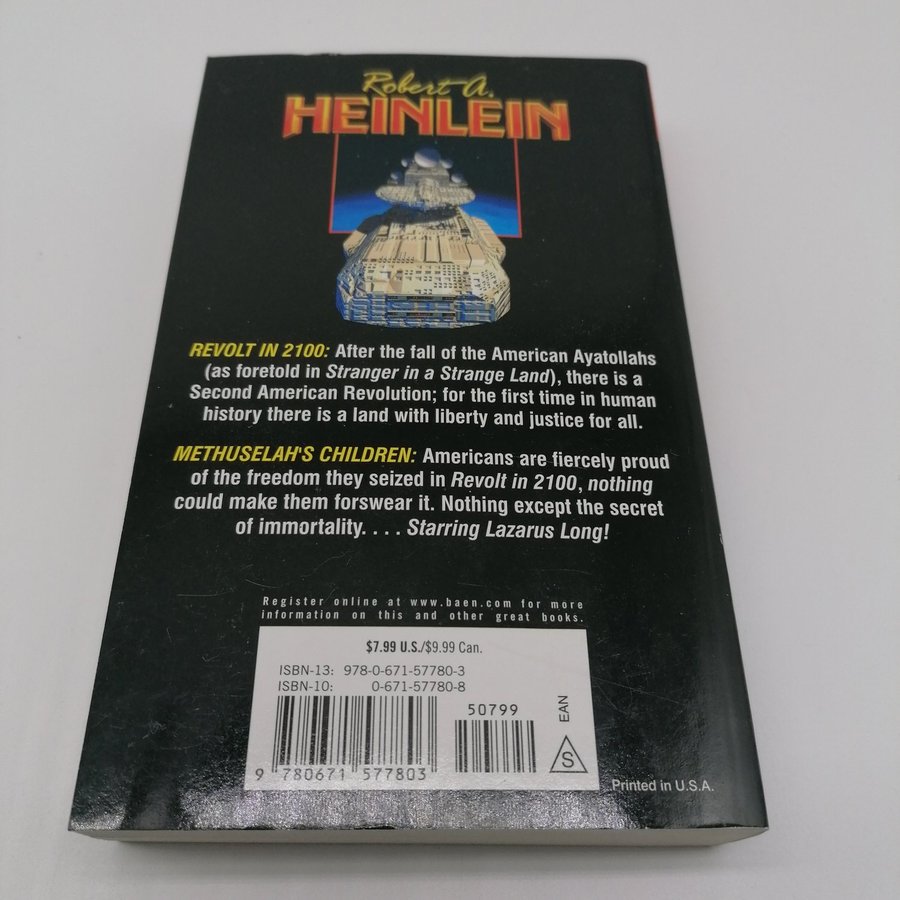 Robert A.
HEINLEIN
REVOLT IN 2100: After the fall of the American Ayatollahs
(as foretold in Stranger in a Strange Land), there is a
Second American Revolution; for the first time in human
history there is a land with liberty and justice for all.
METHUSELAH'S CHILDREN: Americans are fiercely proud
of the freedom they seized in Revolt in 2100, nothing
could make them forswear it. Nothing except the secret
of immortality. . . . Starring Lazarus Long!
Register online at www.baen.com for more
information on this and other great books.
$7.99 U.S./$9.99 Can.
ISBN-13: 978-0-671-57780-3
ISBN-10: 0-671-57780-8
50799
EAN
S
9 780671 577803
Printed in U.S.A.